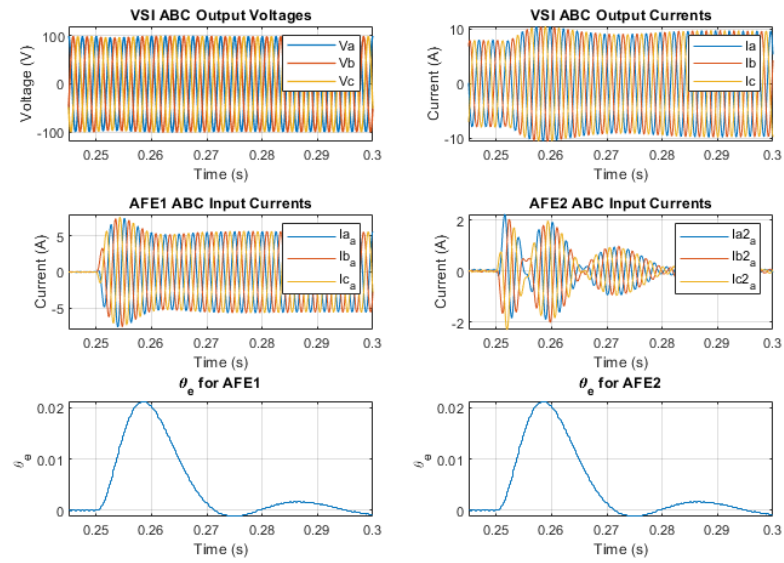 VSI ABC Output Voltages
Voltage (V)
100
0
-100
Va
Vb
Vc
0.25 0.26 0.27 0.28 0.29 0.3
Time (s)
VSI ABC Output Currents
Current (A)
10
0
-10
Ia
Ib
Ic
0.25 0.26 0.27 0.28 0.29 0.3
Time (s)
AFE1 ABC Input Currents
Current (A)
5
0
-5
Ia_a
Ib_a
Ic_a
0.25 0.26 0.27 0.28 0.29 0.3
Time (s)
AFE2 ABC Input Currents
Current (A)
2
0
-2
Ia2_a
Ib2_a
Ic2_a
0.25 0.26 0.27 0.28 0.29 0.3
Time (s)
θ_e for AFE1
θ_e
0.02
0.01
0
0.25 0.26 0.27 0.28 0.29 0.3
Time (s)
θ_e for AFE2
θ_e
0.02
0.01
0
0.25 0.26 0.27 0.28 0.29 0.3
Time (s)